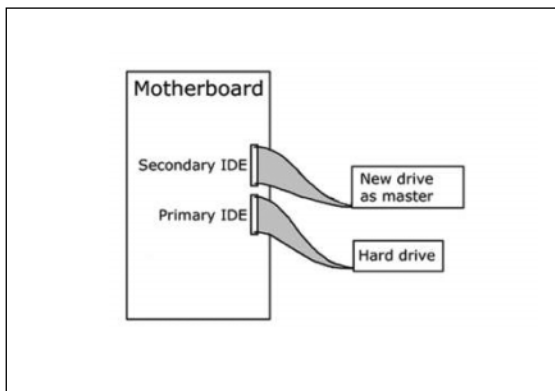 Motherboard
Secondary IDE
New drive
as master
Primary IDE
Hard drive